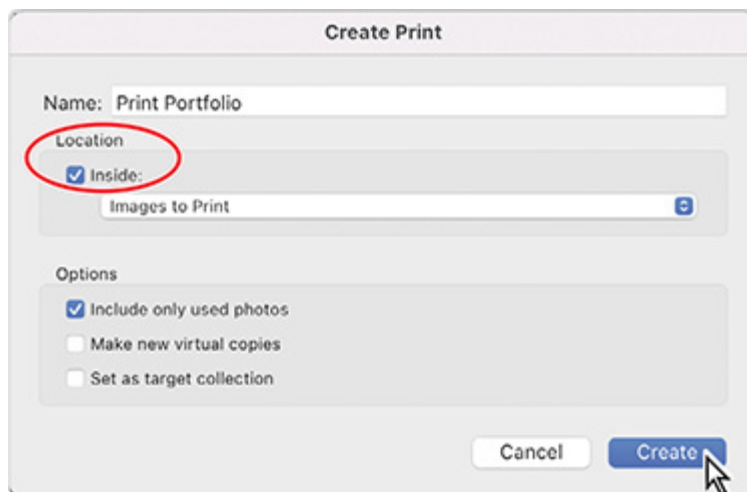 Create Print
Name: Print Portfolio
Location
Inside:
Images to Print
Options
Include only used photos
Make new virtual copies
Set as target collection
Cancel Create